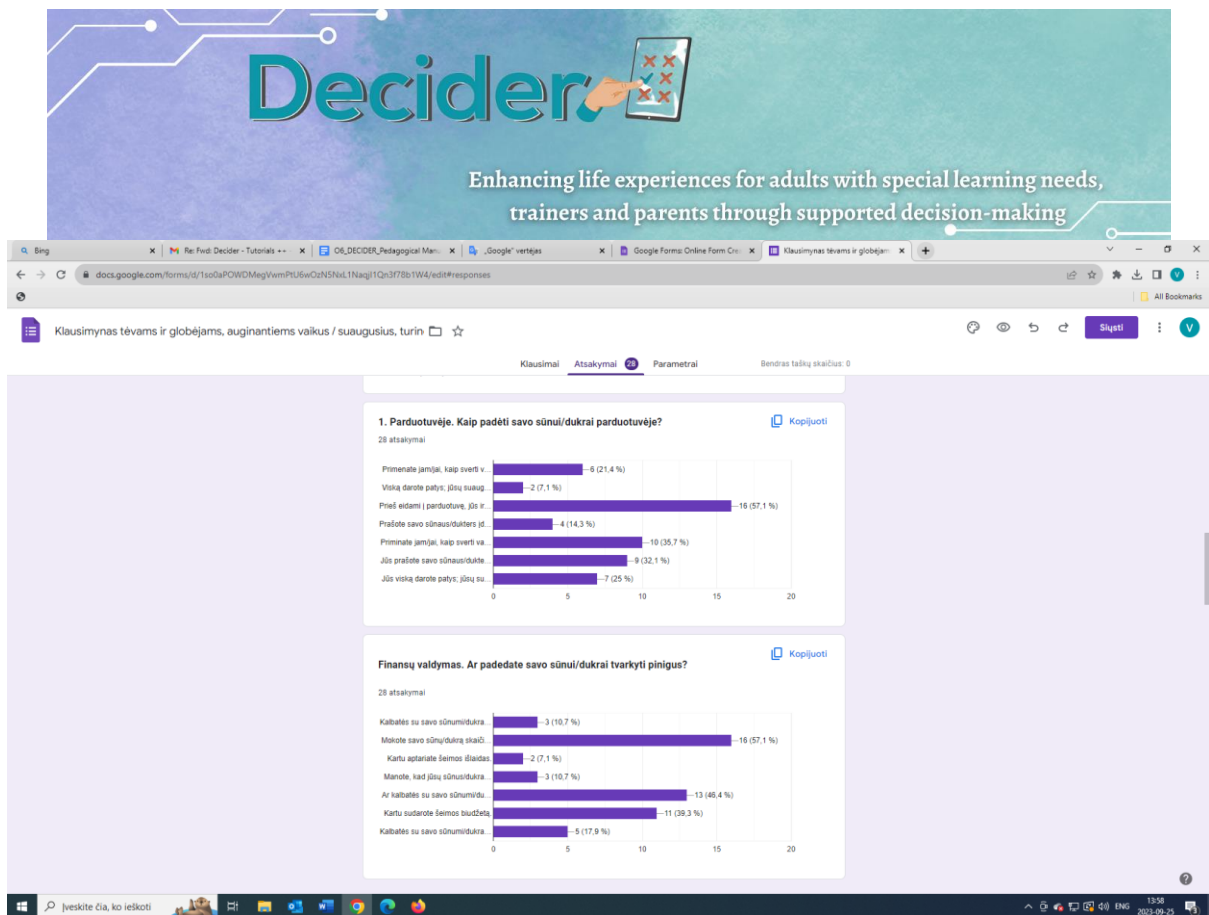 Decider
Enhancing life experiences for adults with special learning needs,
trainers and parents through supported decision-making
Bing
Re: Fwd: Decider - Tutorials ++
O6_DECIDER_Pedagogical Manu
„Google“ vertėjas
Google Forms: Online Form Cre
Klausimynas tėvams ir globėjam
docs.google.com/forms/d/1so0aPOWDMegVwmPtU6wOzN5NxL1Naqjl1Qn3f78b1W4/edit#responses
All Bookmarks
Klausimynas tėvams ir globėjams, auginantiems vaikus / suaugusius, turin
Siųsti
V
Klausimai Atsakymai 28 Parametrai Bendras taškų skaičius: 0
1. Parduotuvėje. Kaip padėti savo sūnui/dukrai parduotuvėje?
Kopijuoti
28 atsakymai
Primenate jam/jai, kaip sverti v... 6 (21,4 %)
Viską darote patys; jūsų suaug... 2 (7,1 %)
Prieš eidami į parduotuvę, jūs ir... 16 (57,1 %)
Prašote savo sūnaus/dukters įd... 4 (14,3 %)
Priminate jam/jai, kaip sverti va... 10 (35,7 %)
Jūs prašote savo sūnaus/dukte... 9 (32,1 %)
Jūs viską darote patys; jūsų su... 7 (25 %)
0 5 10 15 20
Finansų valdymas. Ar padedate savo sūnui/dukrai tvarkyti pinigus?
Kopijuoti
28 atsakymai
Kalbatės su savo sūnumi/dukra... 3 (10,7 %)
Mokote savo sūnų/dukrą skaiči... 16 (57,1 %)
Kartu aptariate šeimos išlaidas. 2 (7,1 %)
Manote, kad jūsų sūnus/dukra... 3 (10,7 %)
Ar kalbatės su savo sūnumi/du... 13 (46,4 %)
Kartu sudarote šeimos biudžetą, 11 (39,3 %)
Kalbatės su savo sūnumi/dukra... 5 (17,9 %)
0 5 10 15 20
Įveskite čia, ko ieškoti
ENG
13:58
2023-09-25